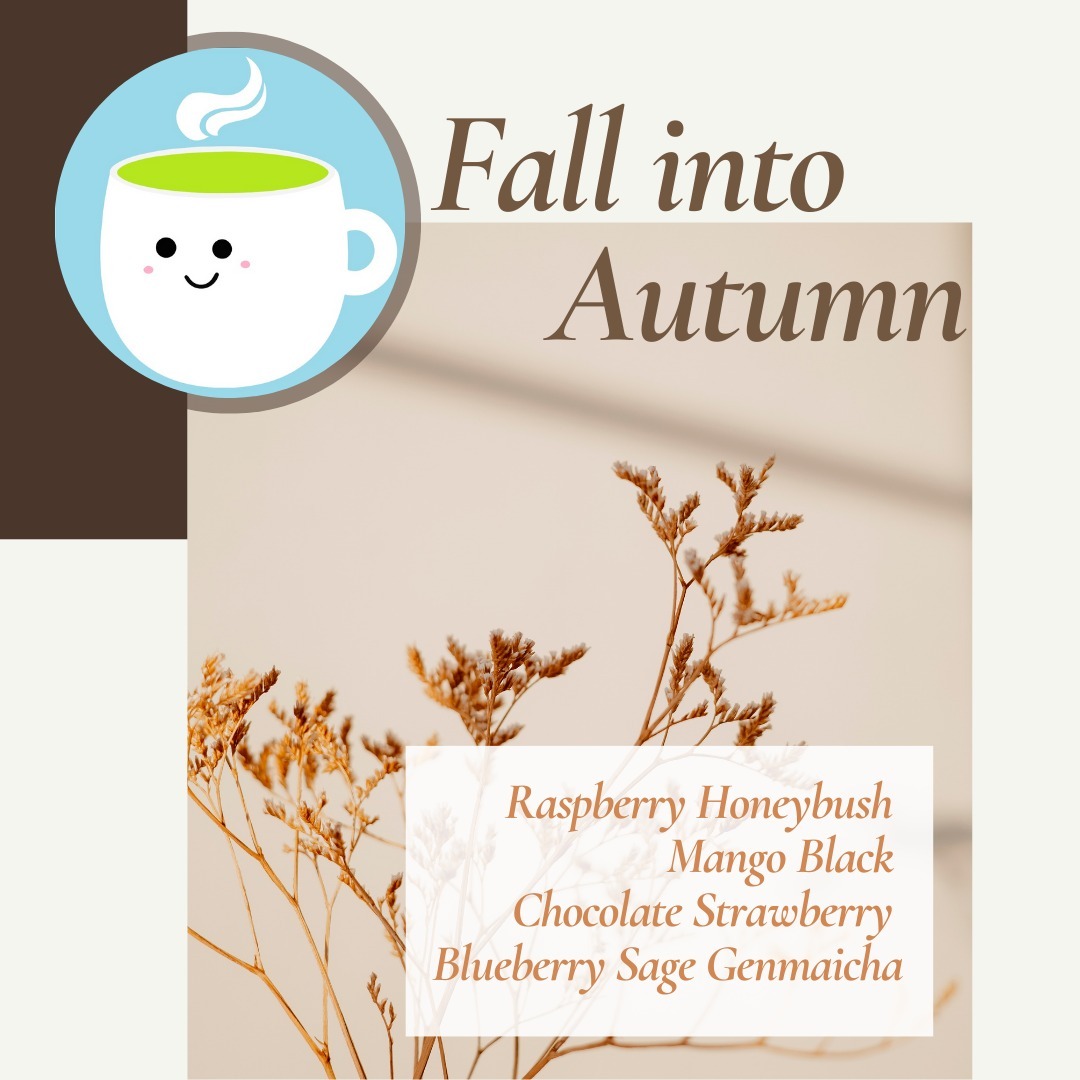 Fall into
Autumn
Raspberry Honeybush
Mango Black
Chocolate Strawberry
Blueberry Sage Genmaicha